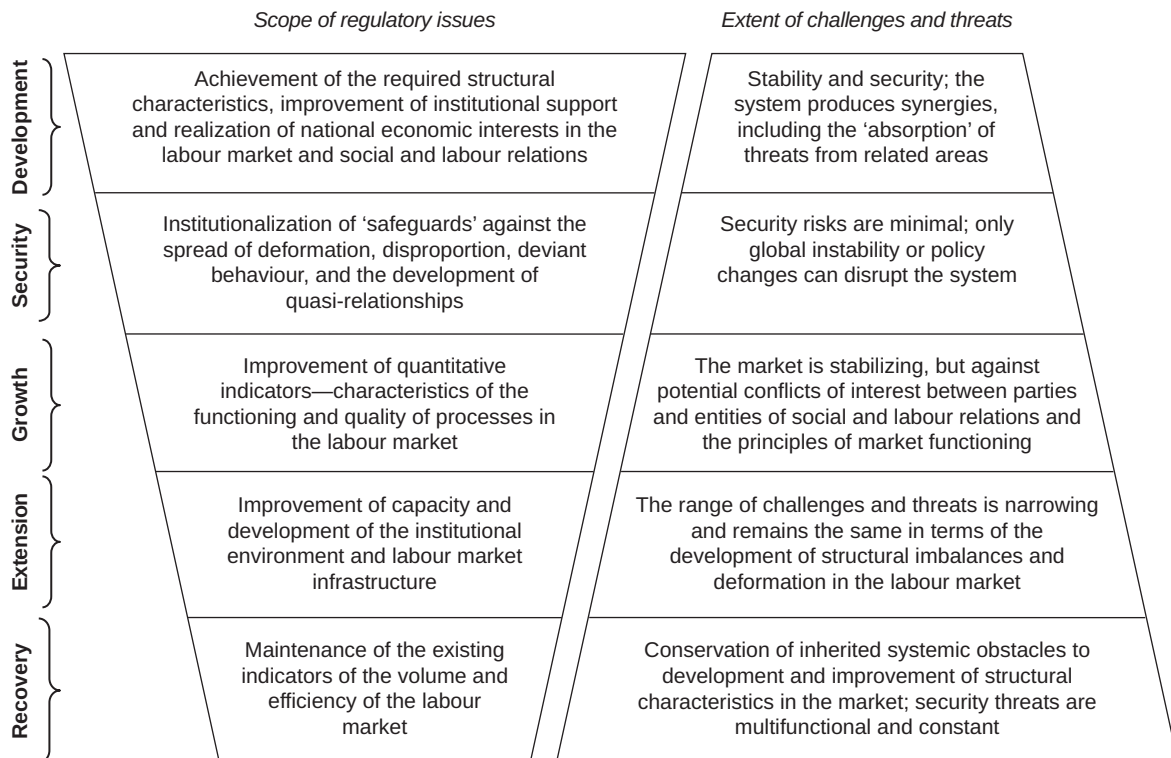 Scope of regulatory issues
Extent of challenges and threats
Development
Achievement of the required structural
characteristics, improvement of institutional support
and realization of national economic interests in the
labour market and social and labour relations
Stability and security; the
system produces synergies,
including the ‘absorption’ of
threats from related areas
Security
Institutionalization of ‘safeguards’ against the
spread of deformation, disproportion, deviant
behaviour, and the development of
quasi-relationships
Security risks are minimal; only
global instability or policy
changes can disrupt the system
Growth
Improvement of quantitative
indicators—characteristics of the
functioning and quality of processes in
the labour market
The market is stabilizing, but against
potential conflicts of interest between parties
and entities of social and labour relations and
the principles of market functioning
Extension
Improvement of capacity and
development of the institutional
environment and labour market
infrastructure
The range of challenges and threats is narrowing
and remains the same in terms of the
development of structural imbalances and
deformation in the labour market
Recovery
Maintenance of the existing
indicators of the volume and
efficiency of the labour
market
Conservation of inherited systemic obstacles to
development and improvement of structural
characteristics in the market; security threats are
multifunctional and constant